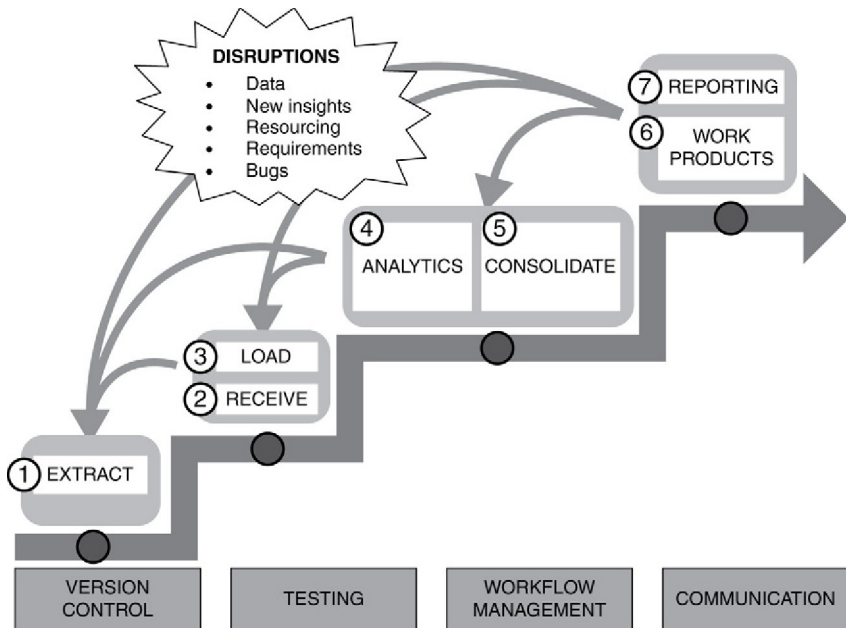 DISRUPTIONS
• Data
• New insights
• Resourcing
• Requirements
• Bugs
7 REPORTING
6 WORK
PRODUCTS
4
ANALYTICS
5
CONSOLIDATE
3 LOAD
2 RECEIVE
1 EXTRACT
VERSION
CONTROL
TESTING
WORKFLOW
MANAGEMENT
COMMUNICATION